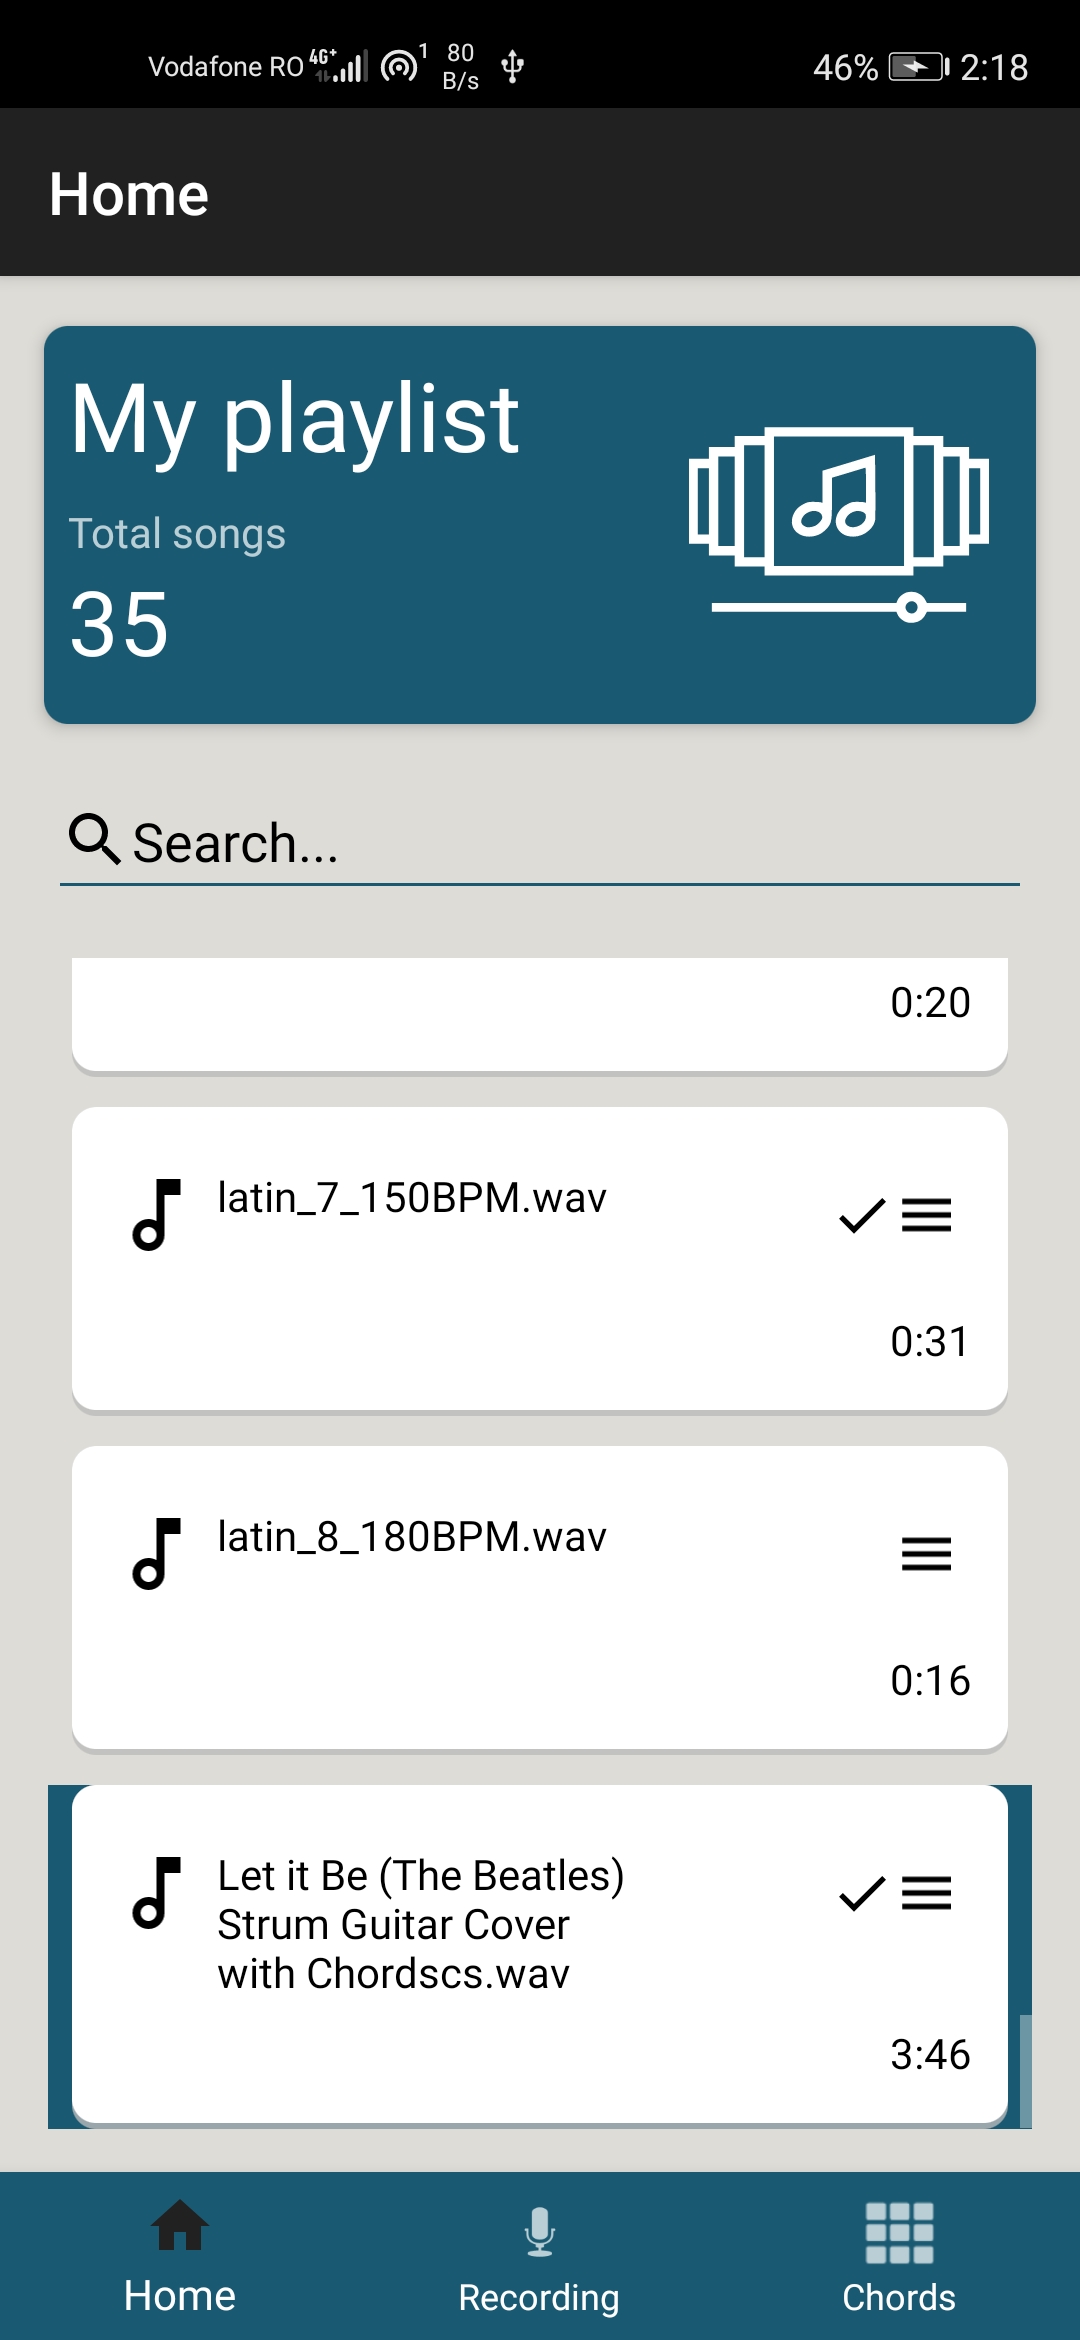 Vodafone RO 4G+ 1 80 B/s 46% 2:18
Home
My playlist
Total songs
35
Search...
0:20
latin_7_150BPM.wav
0:31
latin_8_180BPM.wav
0:16
Let it Be (The Beatles)
Strum Guitar Cover
with Chordscs.wav
3:46
Home Recording Chords